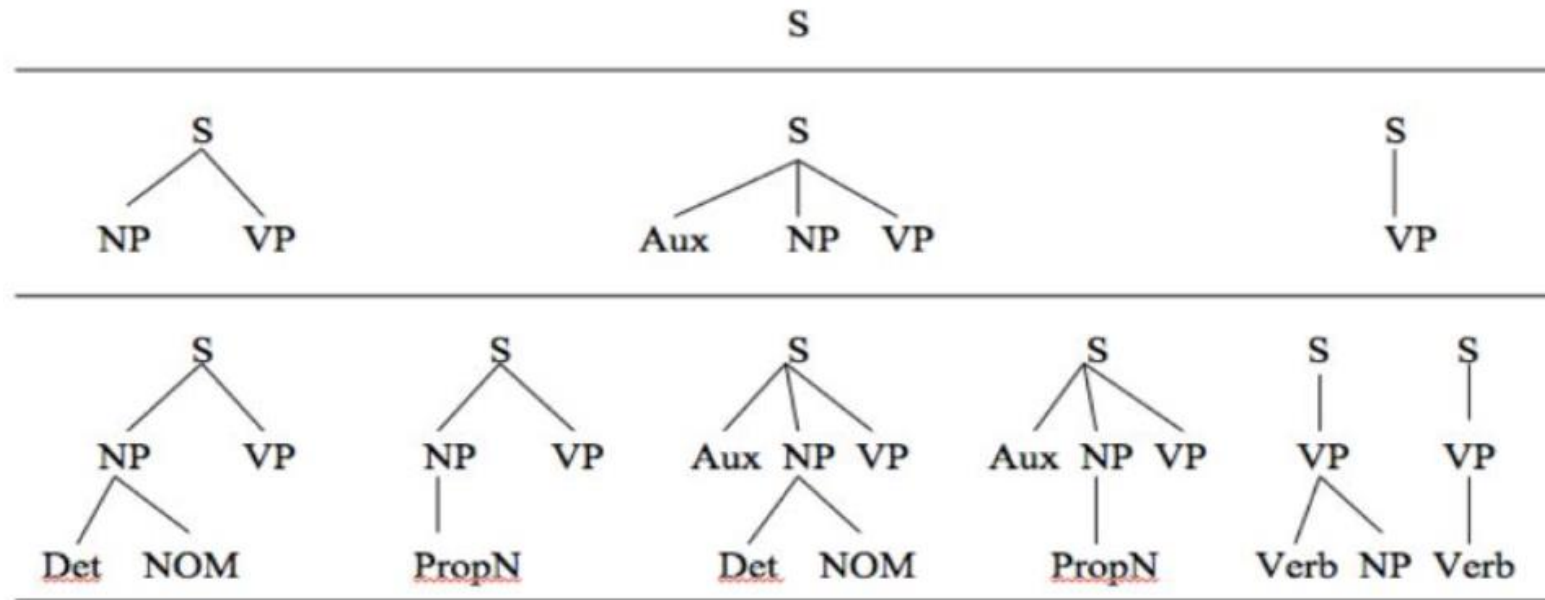 S
S S S
NP VP Aux NP VP VP
S S S S S S
NP VP NP VP Aux NP VP Aux NP VP VP VP
Det NOM PropN Det NOM PropN Verb NP Verb